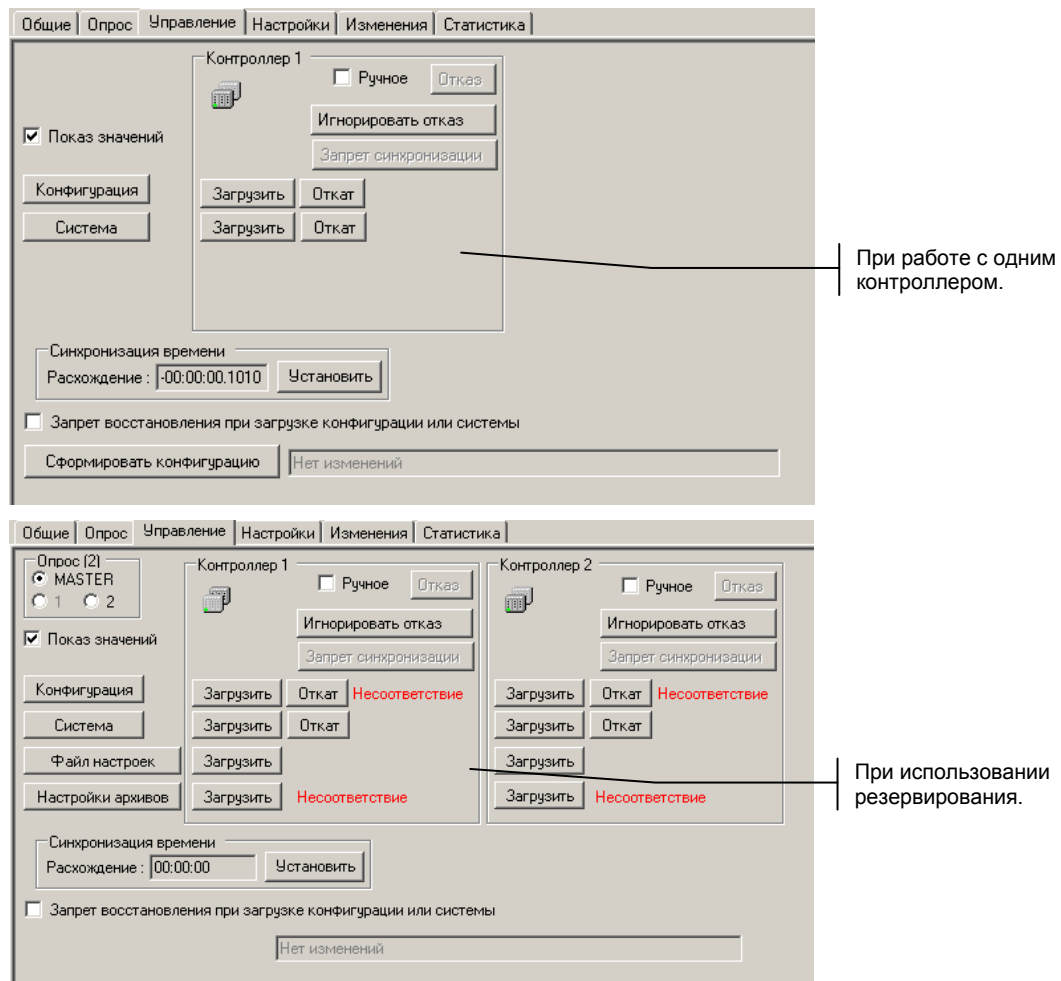 Общие Опрос Управление Настройки Изменения Статистика
Контроллер 1
Ручное Отказ
Игнорировать отказ
Показ значений
Запрет синхронизации
Конфигурация Загрузить Откат
Система Загрузить Откат
При работе с одним
контроллером.
Синхронизация времени
Расхождение : -00:00:00.1010 Установить
Запрет восстановления при загрузке конфигурации или системы
Сформировать конфигурацию Нет изменений
Общие Опрос Управление Настройки Изменения Статистика
Опрос (2) Контроллер 1 Контроллер 2
MASTER Ручное Отказ Ручное Отказ
1 2
Игнорировать отказ Игнорировать отказ
Показ значений
Запрет синхронизации Запрет синхронизации
Конфигурация Загрузить Откат Несоответствие Загрузить Откат Несоответствие
Система Загрузить Откат Загрузить Откат
Файл настроек Загрузить Загрузить
Настройки архивов Загрузить Несоответствие Загрузить Несоответствие
При использовании
резервирования.
Синхронизация времени
Расхождение : 00:00:00 Установить
Запрет восстановления при загрузке конфигурации или системы
Нет изменений